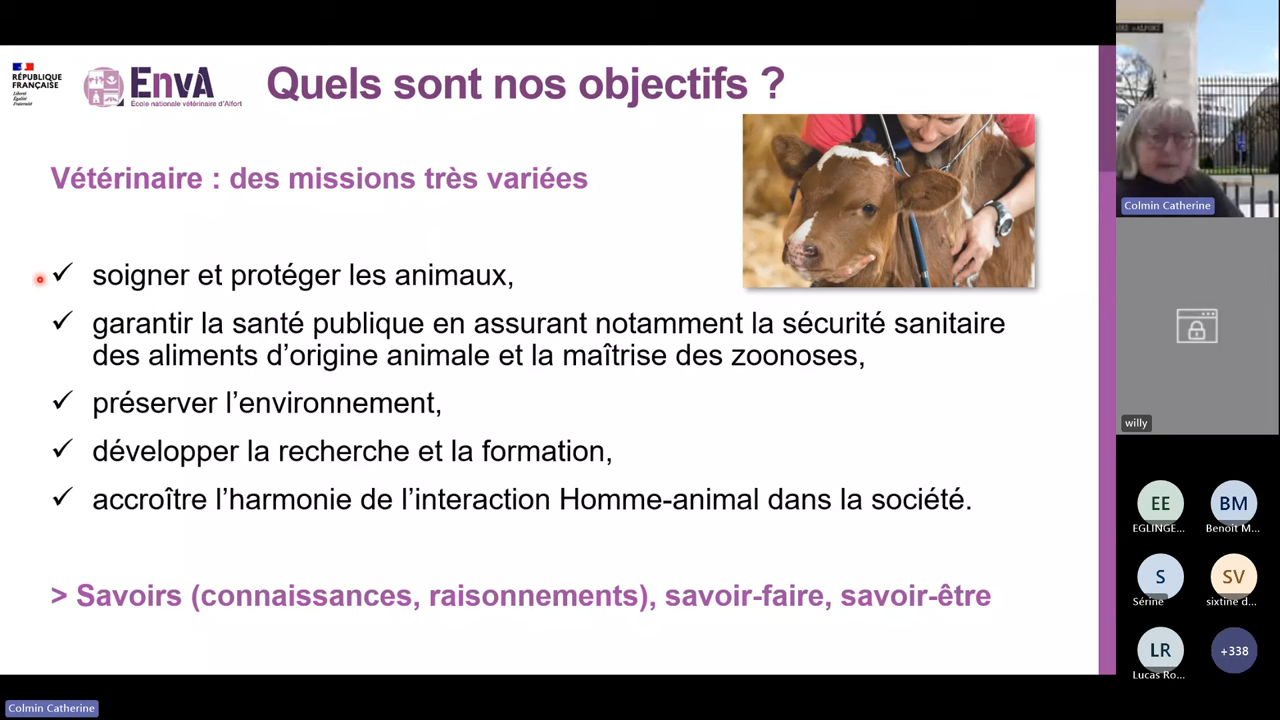 RÉPUBLIQUE
FRANÇAISE
Liberté
Égalité
Fraternité
EnvA
École nationale vétérinaire d'Alfort
Quels sont nos objectifs ?
Vétérinaire : des missions très variées
✓ soigner et protéger les animaux,
✓ garantir la santé publique en assurant notamment la sécurité sanitaire
des aliments d’origine animale et la maîtrise des zoonoses,
✓ préserver l’environnement,
✓ développer la recherche et la formation,
✓ accroître l’harmonie de l’interaction Homme-animal dans la société.
> Savoirs (connaissances, raisonnements), savoir-faire, savoir-être
Colmin Catherine
willy
EE
BM
EGLINGE...
Benoît M...
S
SV
Sérine
sixtine d...
LR
+338
Lucas Ro...
Colmin Catherine